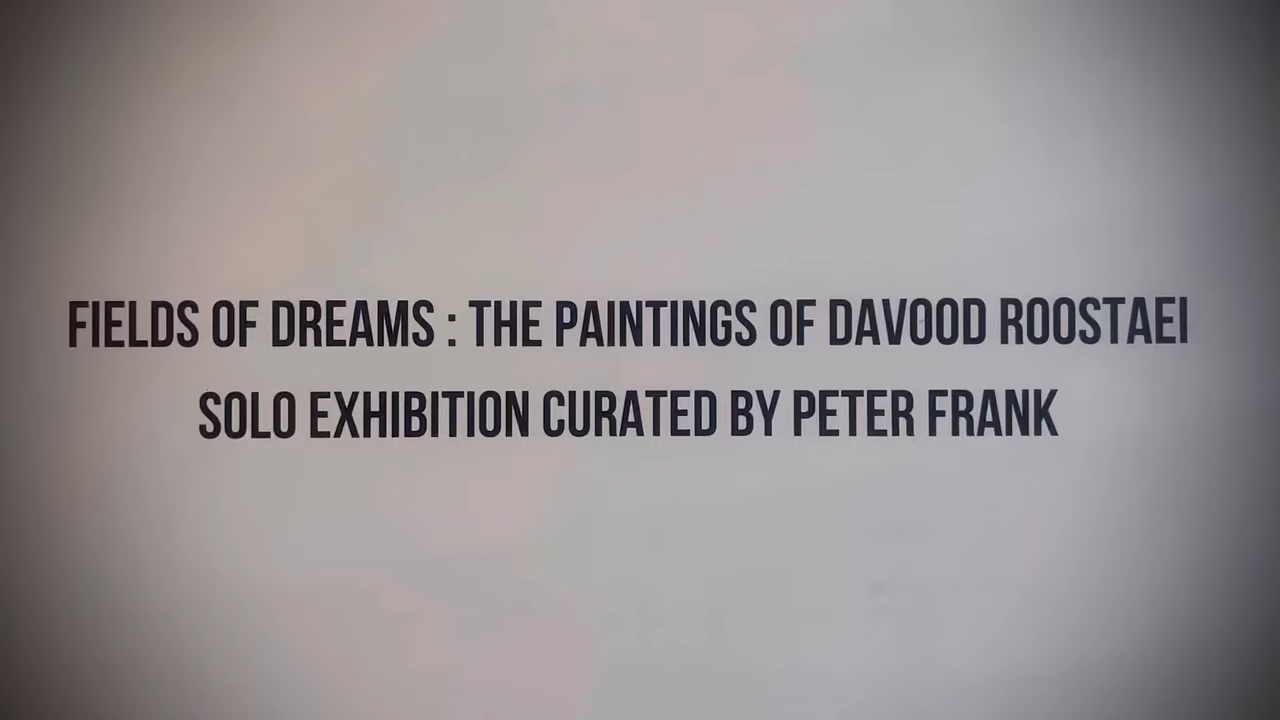 FIELDS OF DREAMS : THE PAINTINGS OF DAVOOD ROOSTAEI
SOLO EXHIBITION CURATED BY PETER FRANK